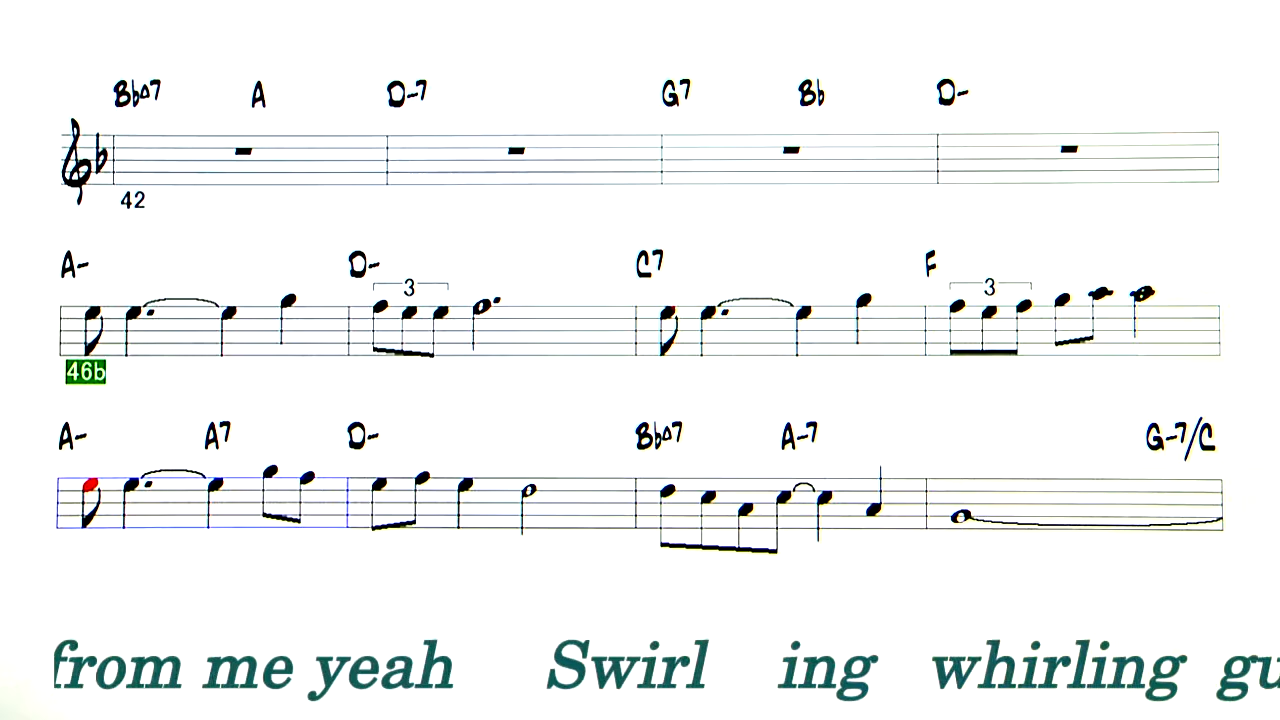 Bb△7 A D-7 G7 Bb D-
42
A- D- C7 F
3 3
46b
A- A7 D- Bb△7 A-7 G-7/C
from me yeah Swirl ing whirling